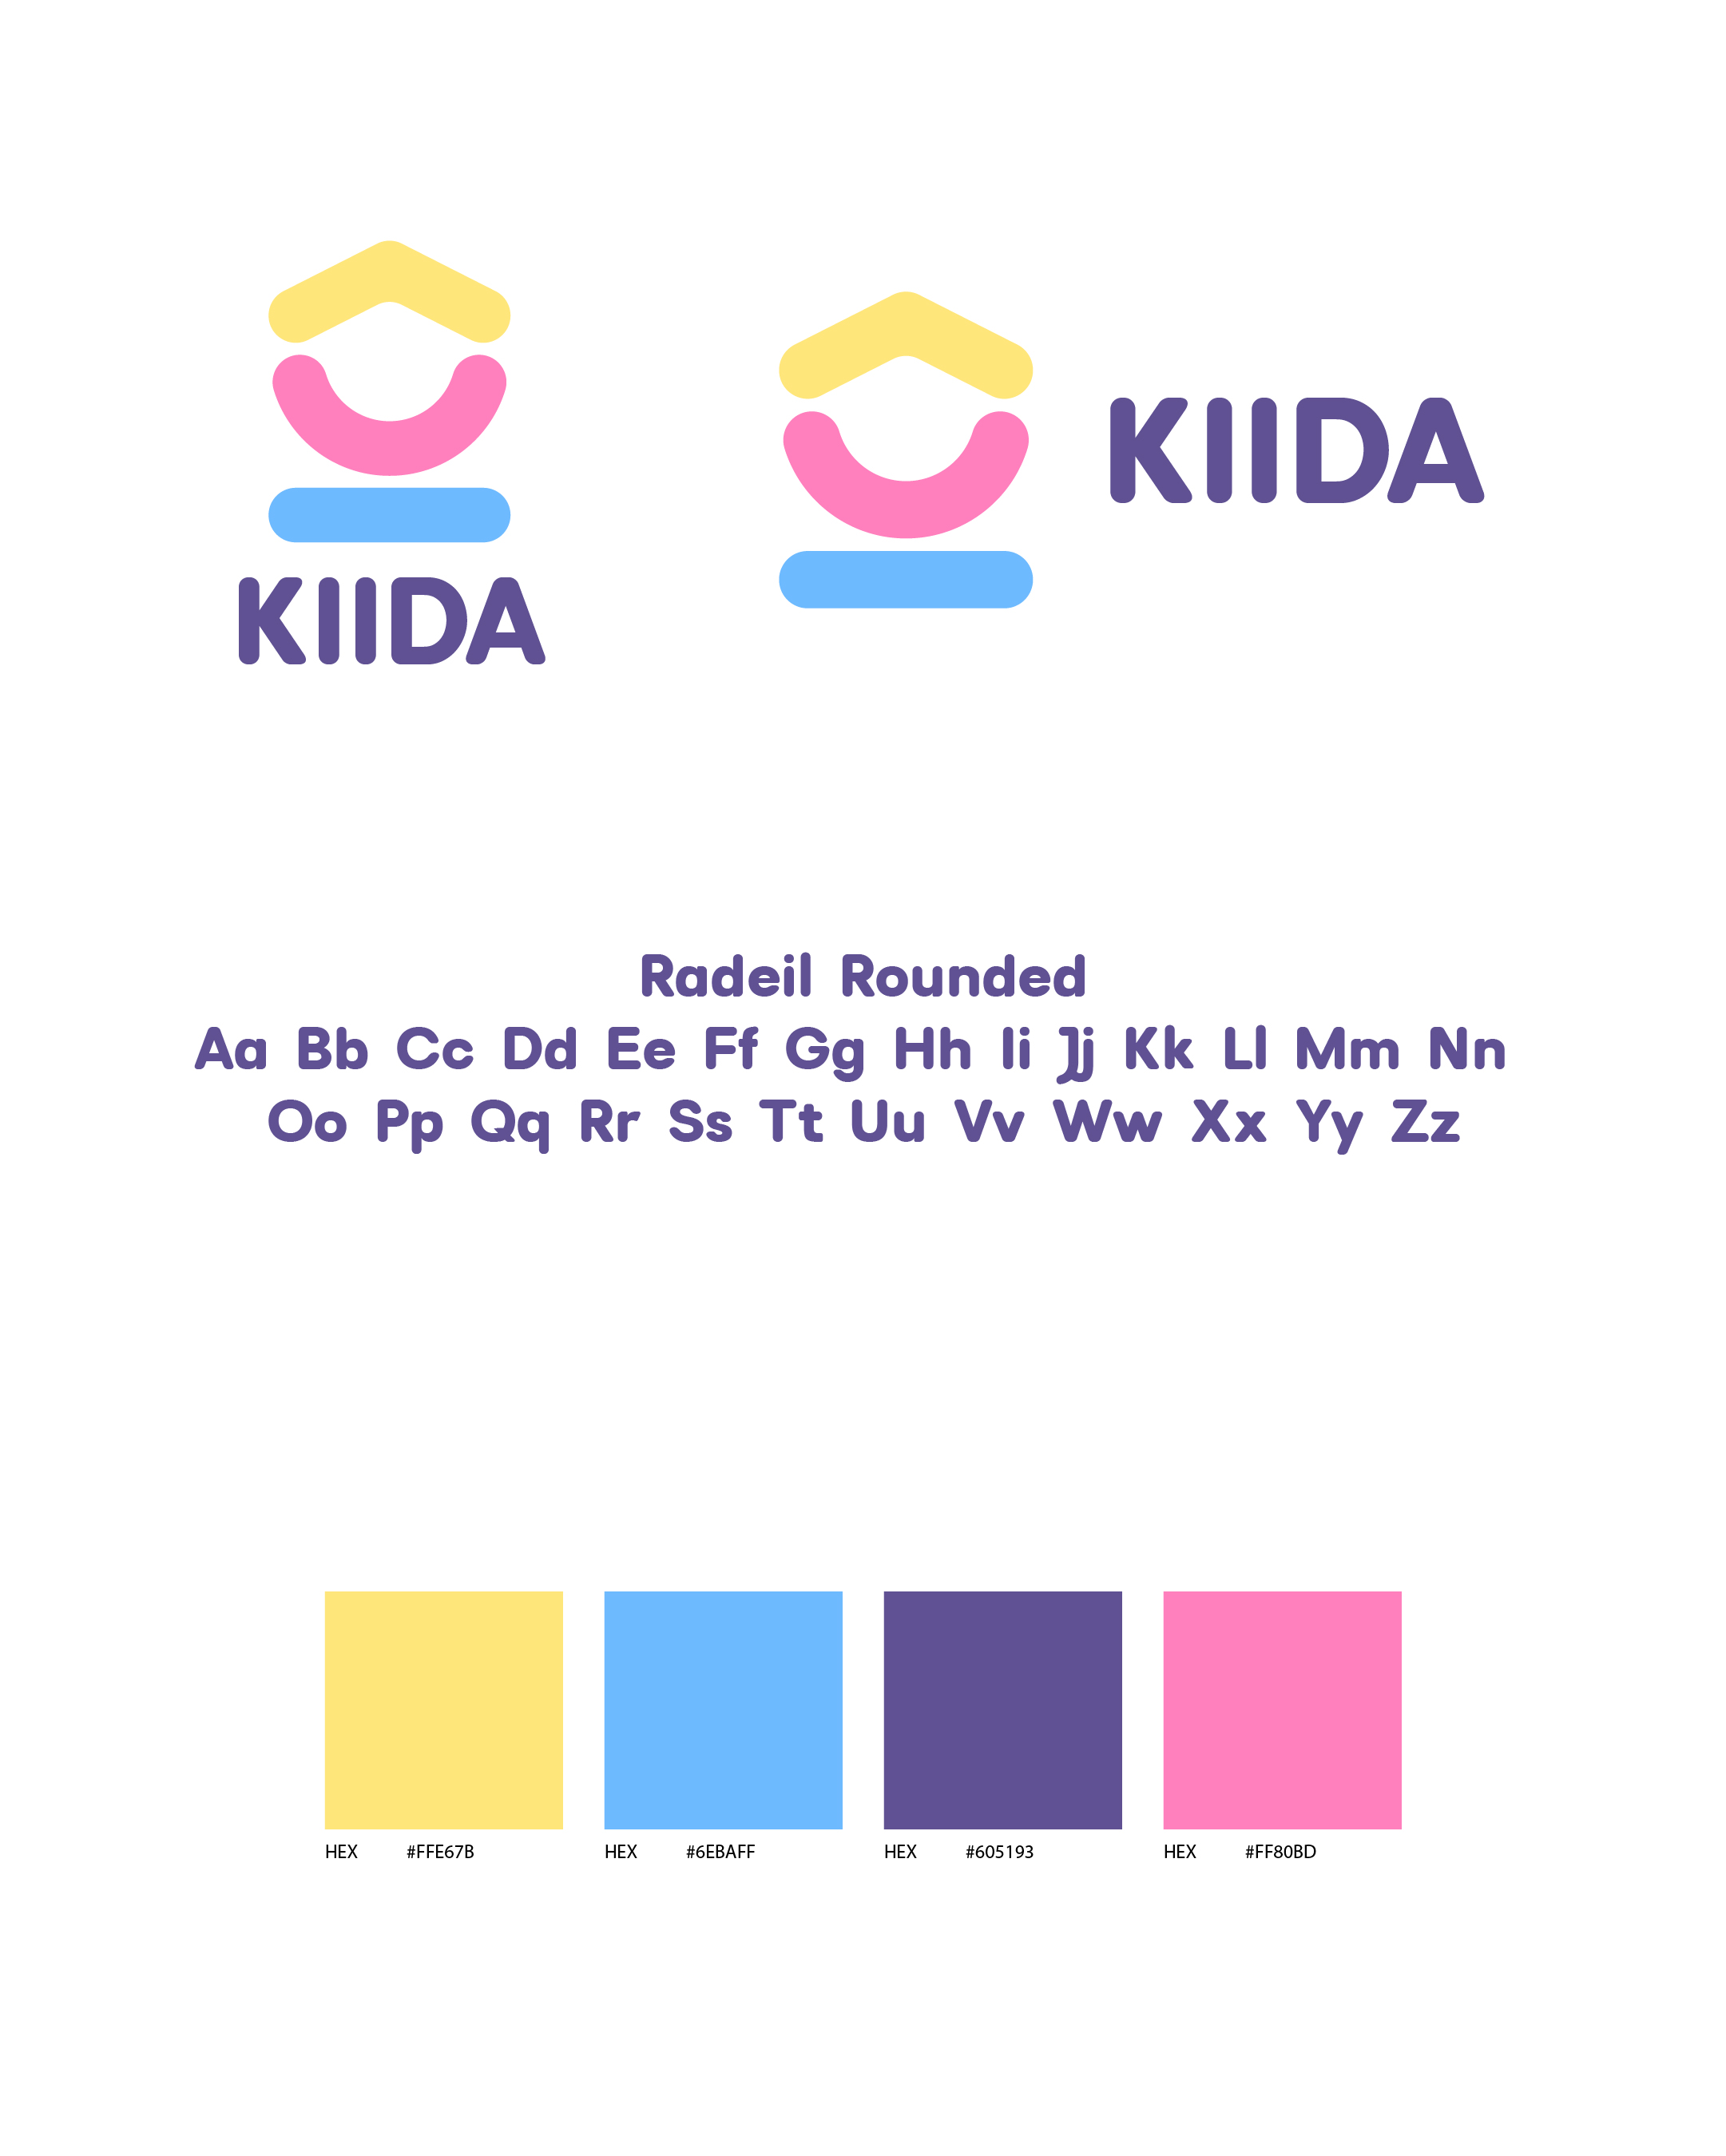 KIIDA
KIIDA
Radeil Rounded
Aa Bb Cc Dd Ee Ff Gg Hh Ii Jj Kk Ll Mm Nn
Oo Pp Qq Rr Ss Tt Uu Vv Ww Xx Yy Zz
HEX #FFE67B HEX #6EBAFF HEX #605193 HEX #FF80BD